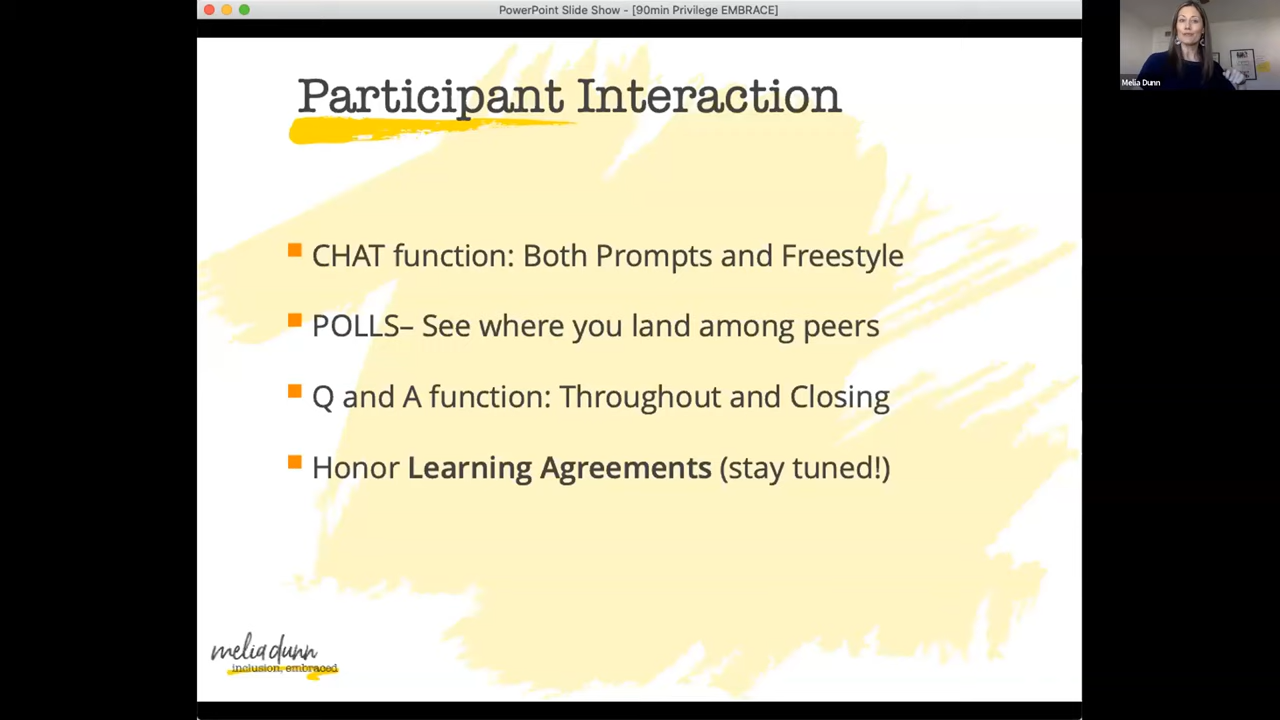 PowerPoint Slide Show - [90min Privilege EMBRACE]
Participant Interaction
CHAT function: Both Prompts and Freestyle
POLLS– See where you land among peers
Q and A function: Throughout and Closing
Honor Learning Agreements (stay tuned!)
melia dunn
inclusion, embraced
Melia Dunn